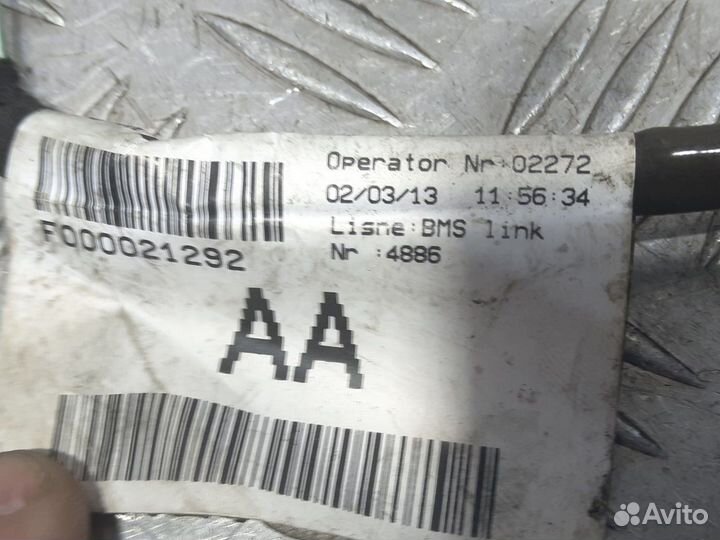 Operator Nr:02272
02/03/13 11:56:34
Lisne:BMS link
Nr :4886
F000021292
AA
Avito